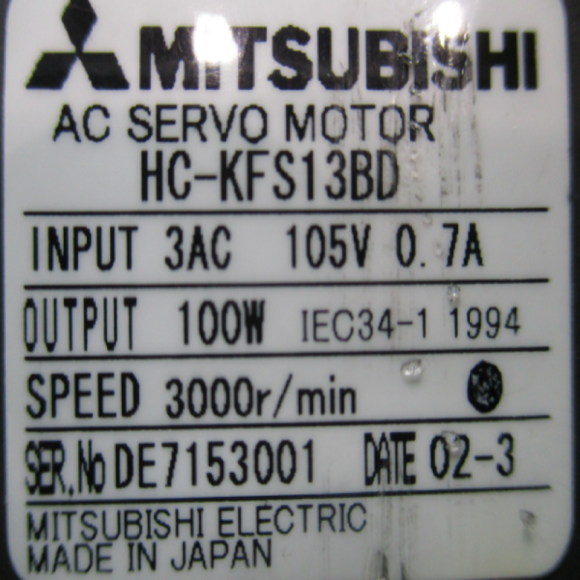 MITSUBISHI
AC SERVO MOTOR
HC-KFS13BD
INPUT 3AC 105V 0.7A
OUTPUT 100W IEC34-1 1994
SPEED 3000r/min
SER.No DE7153001 DATE 02-3
MITSUBISHI ELECTRIC
MADE IN JAPAN